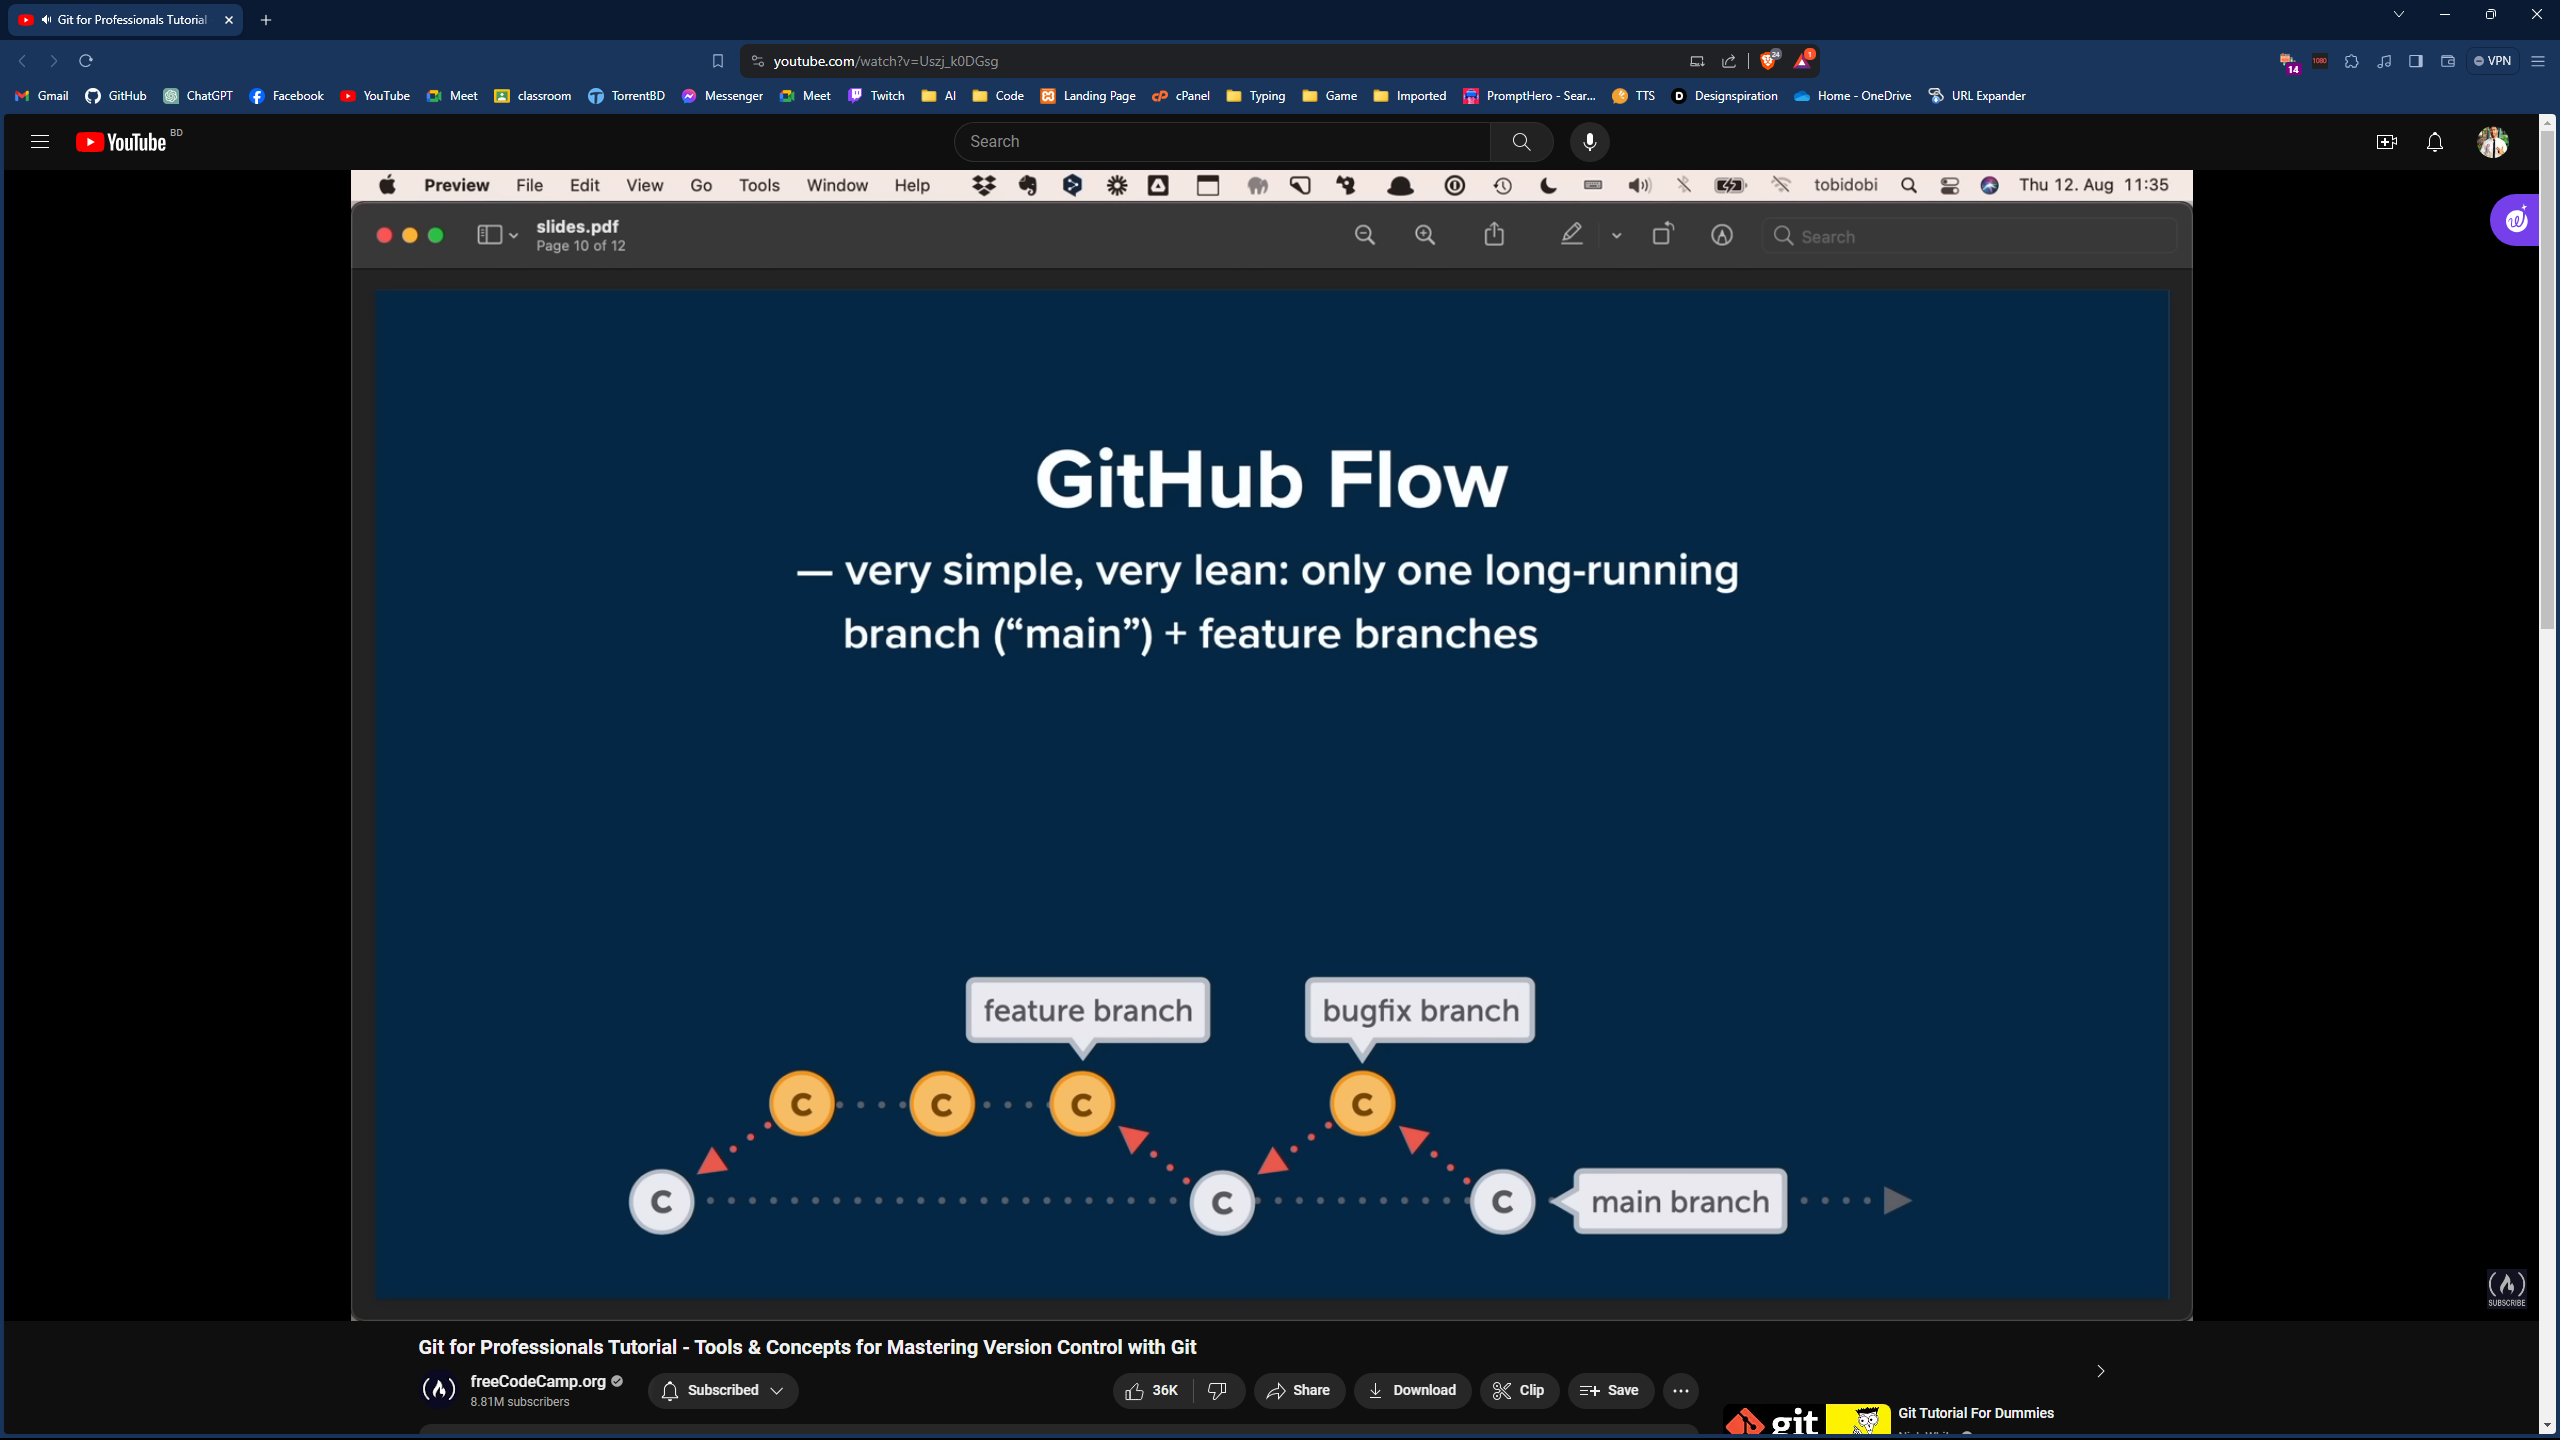 Git for Professionals Tutorial
youtube.com/watch?v=Uszj_k0DGsg
24
1
14
1080
VPN
Gmail GitHub ChatGPT Facebook YouTube Meet classroom TorrentBD Messenger Meet Twitch AI Code Landing Page cPanel Typing Game Imported PromptHero - Sear... TTS Designspiration Home - OneDrive URL Expander
YouTube BD
Search
Preview File Edit View Go Tools Window Help tobidobi Thu 12. Aug 11:35
slides.pdf
Page 10 of 12
Search
GitHub Flow
— very simple, very lean: only one long-running
branch (“main”) + feature branches
feature branch bugfix branch
C C C C
C C C main branch
SUBSCRIBE
Git for Professionals Tutorial - Tools & Concepts for Mastering Version Control with Git
freeCodeCamp.org
8.81M subscribers
Subscribed
36K Share Download Clip Save
git
Git Tutorial For Dummies